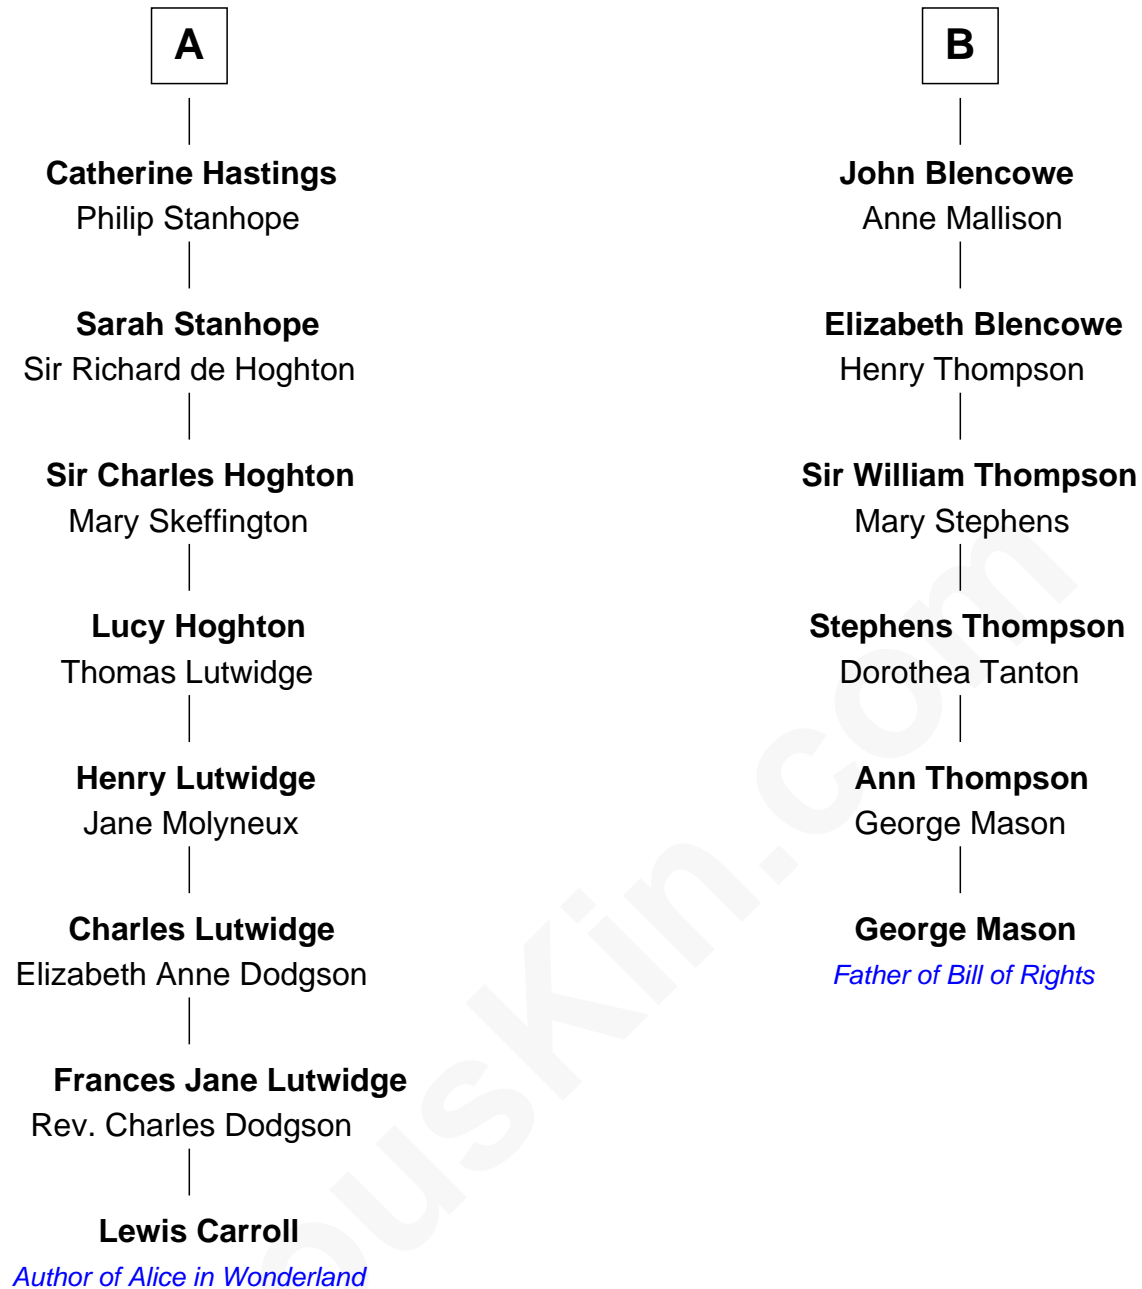 A
Catherine Hastings
Philip Stanhope
Sarah Stanhope
Sir Richard de Hoghton
Sir Charles Hoghton
Mary Skeffington
Lucy Hoghton
Thomas Lutwidge
Henry Lutwidge
Jane Molyneux
Charles Lutwidge
Elizabeth Anne Dodgson
Frances Jane Lutwidge
Rev. Charles Dodgson
Lewis Carroll
Author of Alice in Wonderland
B
John Blencowe
Anne Mallison
Elizabeth Blencowe
Henry Thompson
Sir William Thompson
Mary Stephens
Stephens Thompson
Dorothea Tanton
Ann Thompson
George Mason
George Mason
Father of Bill of Rights
ousKin.com